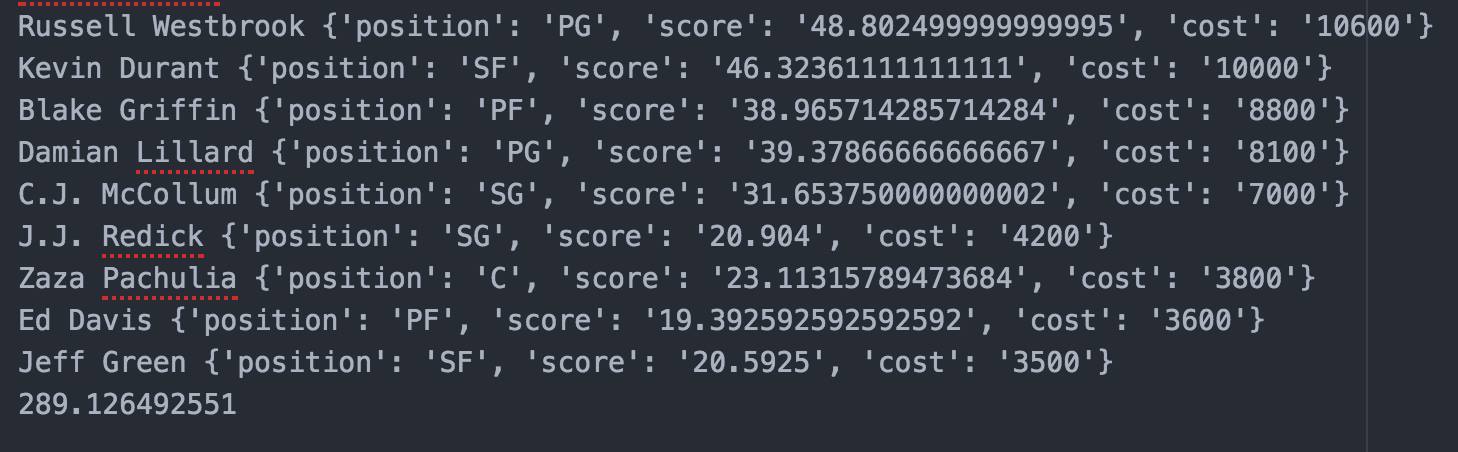 Russell Westbrook {'position': 'PG', 'score': '48.802499999999995', 'cost': '10600'}
Kevin Durant {'position': 'SF', 'score': '46.32361111111111', 'cost': '10000'}
Blake Griffin {'position': 'PF', 'score': '38.965714285714284', 'cost': '8800'}
Damian Lillard {'position': 'PG', 'score': '39.37866666666667', 'cost': '8100'}
C.J. McCollum {'position': 'SG', 'score': '31.653750000000002', 'cost': '7000'}
J.J. Redick {'position': 'SG', 'score': '20.904', 'cost': '4200'}
Zaza Pachulia {'position': 'C', 'score': '23.11315789473684', 'cost': '3800'}
Ed Davis {'position': 'PF', 'score': '19.392592592592592', 'cost': '3600'}
Jeff Green {'position': 'SF', 'score': '20.5925', 'cost': '3500'}
289.126492551